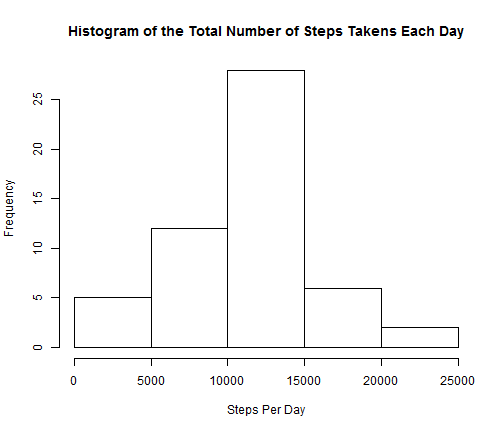 Histogram of the Total Number of Steps Takens Each Day
Frequency
25
20
15
10
5
0
0 5000 10000 15000 20000 25000
Steps Per Day